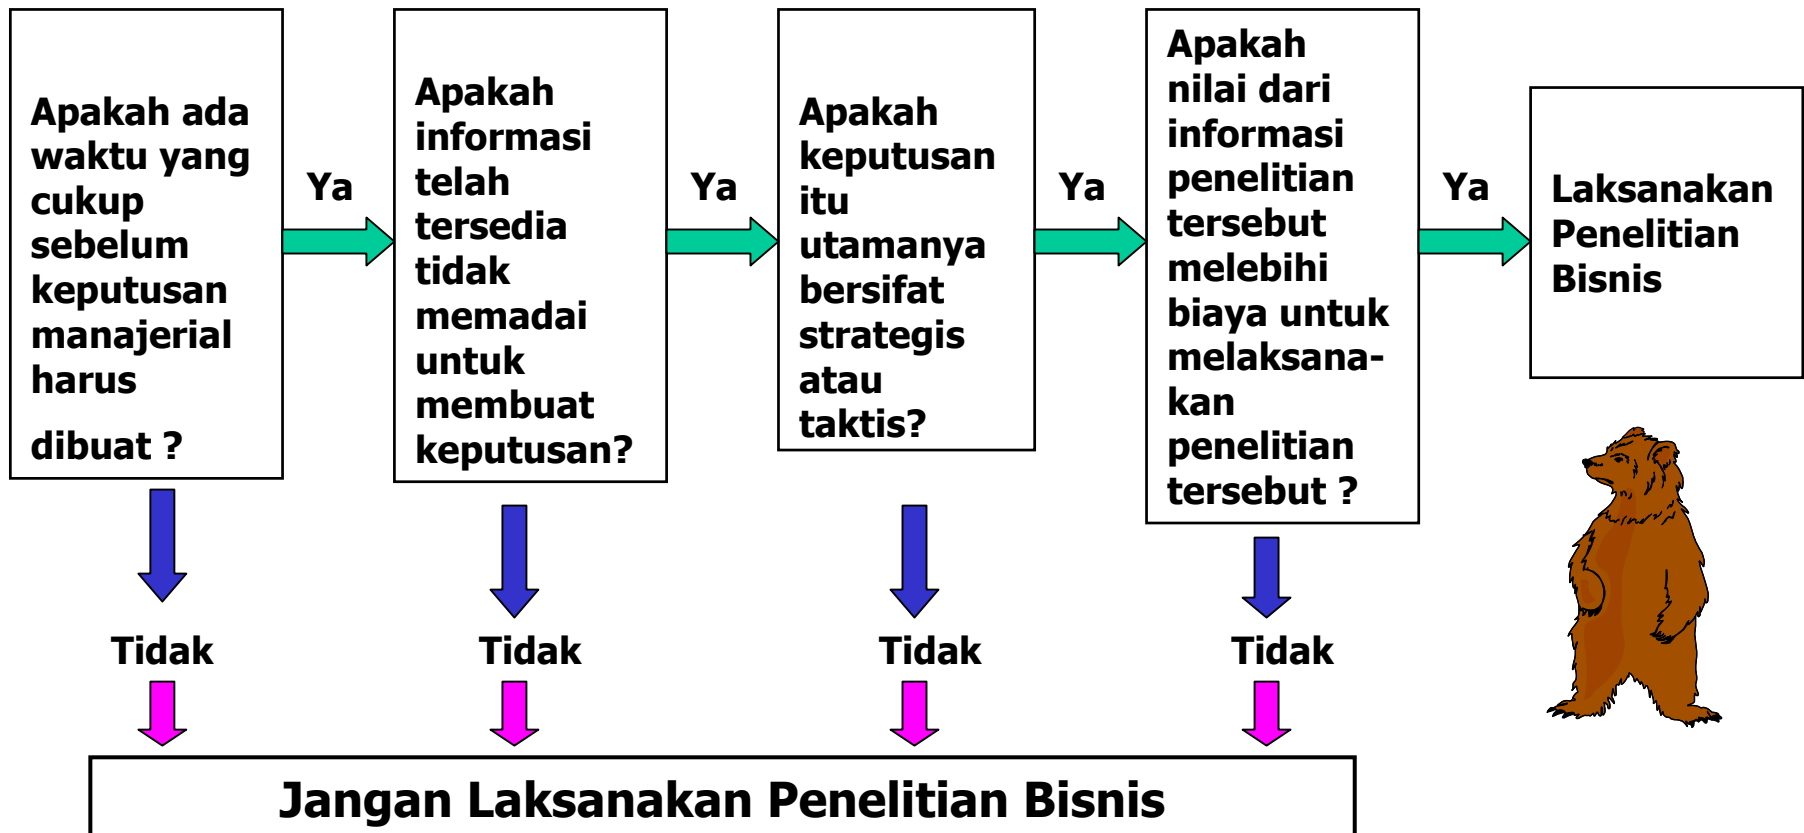 Apakah ada
waktu yang
cukup
sebelum
keputusan
manajerial
harus
dibuat ?
Ya
Apakah
informasi
telah
tersedia
tidak
memadai
untuk
membuat
keputusan?
Ya
Apakah
keputusan
itu
utamanya
bersifat
strategis
atau
taktis?
Ya
Apakah
nilai dari
informasi
penelitian
tersebut
melebihi
biaya untuk
melaksana-
kan
penelitian
tersebut ?
Ya
Laksanakan
Penelitian
Bisnis
Tidak
Tidak
Tidak
Tidak
Jangan Laksanakan Penelitian Bisnis